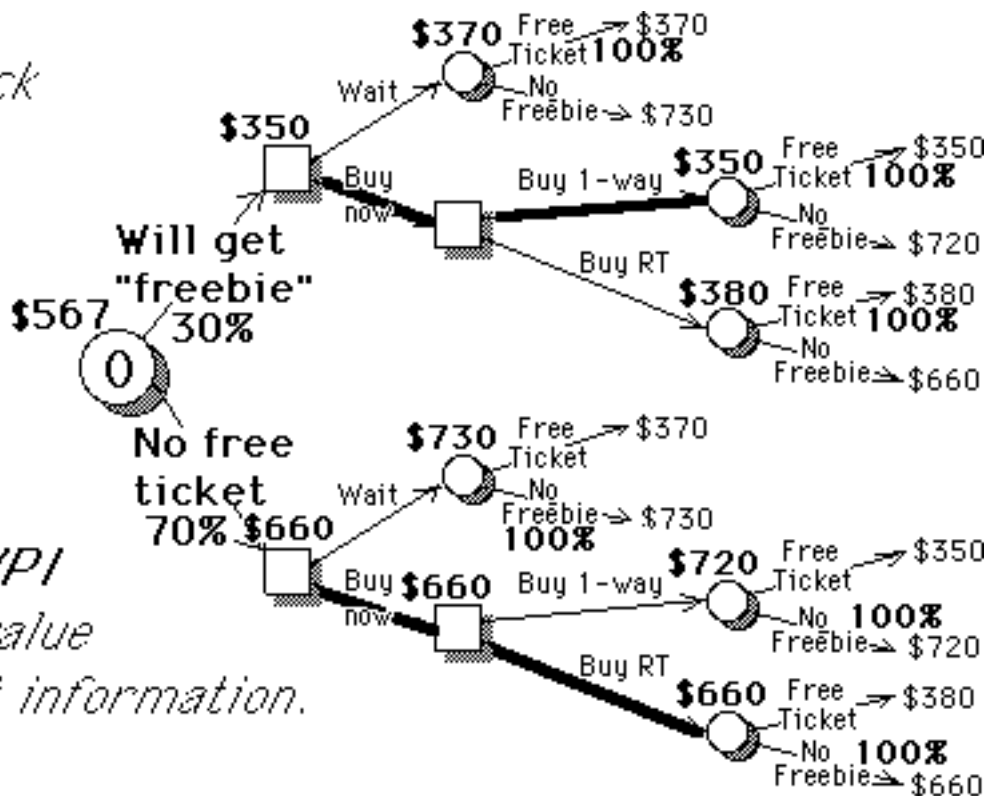 $370
Free
Ticket 100%
$370
ck
Wait
No
Freebie
$730
$350
Buy
now
Buy 1-way
$350
Free
Ticket 100%
$350
No
Freebie
$720
Will get
"freebie"
30%
Buy RT
$380
Free
Ticket 100%
$380
No
Freebie
$660
$567
0
No free
ticket
70%
$730
Free
Ticket
$370
Wait
No
Freebie
100%
$730
$660
VPI
Buy
now
$660
Buy 1-way
$720
Free
Ticket
$350
No 100%
Freebie
$720
alue
Buy RT
$660
Free
Ticket
$380
information.
No 100%
Freebie
$660